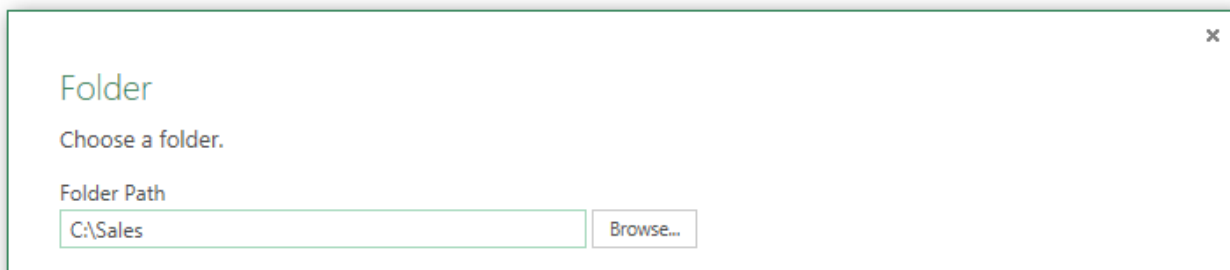 Folder
Choose a folder.
Folder Path
C:\Sales
Browse...